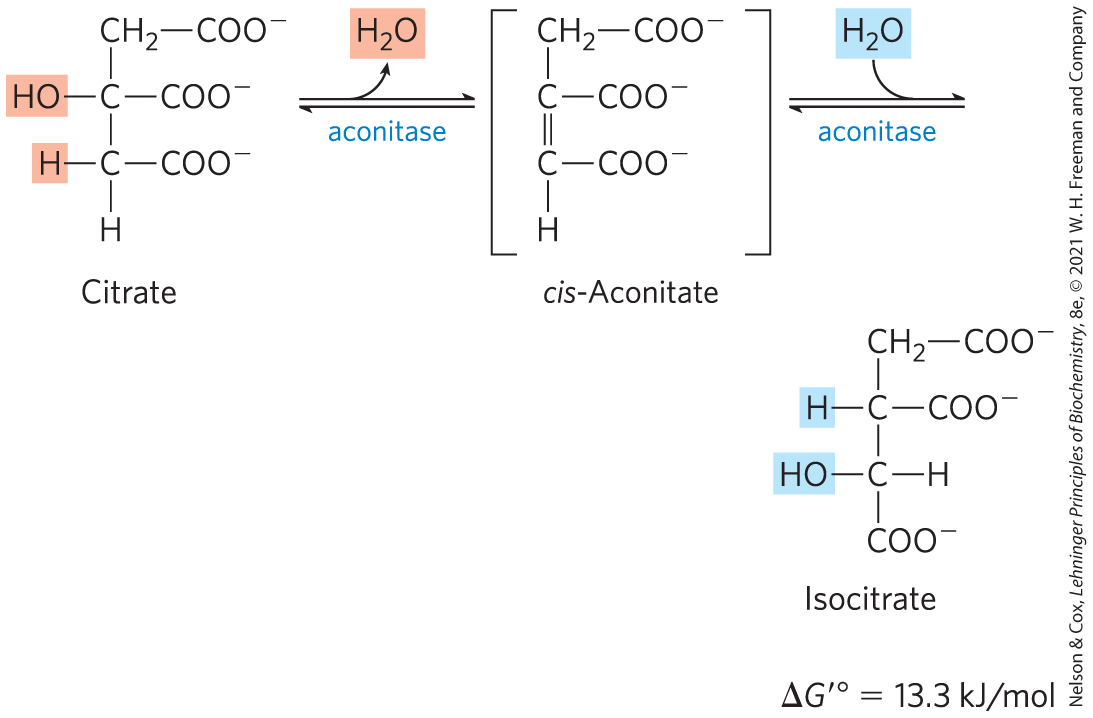 CH₂—COO⁻
HO—C—COO⁻
H—C—COO⁻
H
Citrate
H₂O
aconitase
CH₂—COO⁻
C—COO⁻
C—COO⁻
H
cis-Aconitate
H₂O
aconitase
CH₂—COO⁻
H—C—COO⁻
HO—C—H
COO⁻
Isocitrate
ΔG′° = 13.3 kJ/mol
Nelson & Cox, Lehninger Principles of Biochemistry, 8e, © 2021 W. H. Freeman and Company